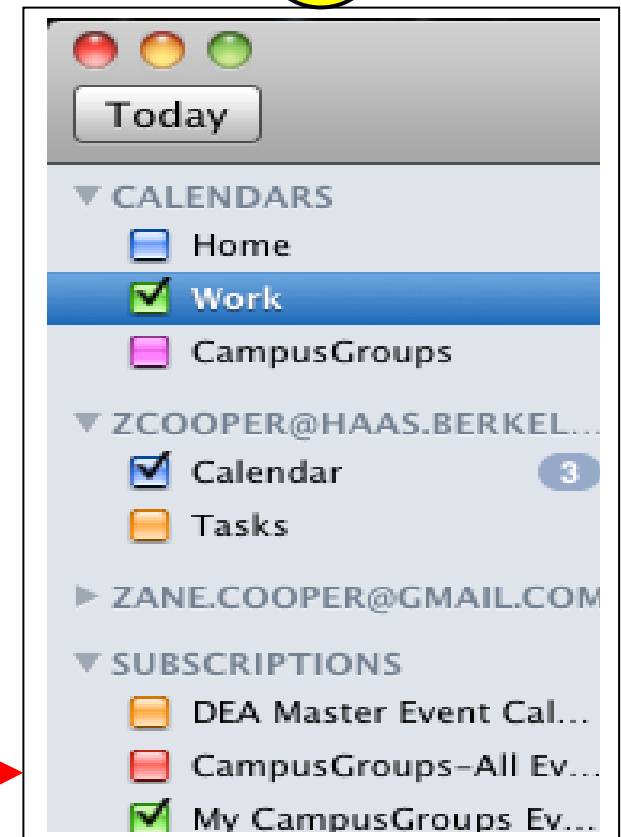 Today
CALENDARS
Home
Work
CampusGroups
ZCOOPER@HAAS.BERKEL...
Calendar 3
Tasks
ZANE.COOPER@GMAIL.COM
SUBSCRIPTIONS
DEA Master Event Cal...
CampusGroups-All Ev...
My CampusGroups Ev...